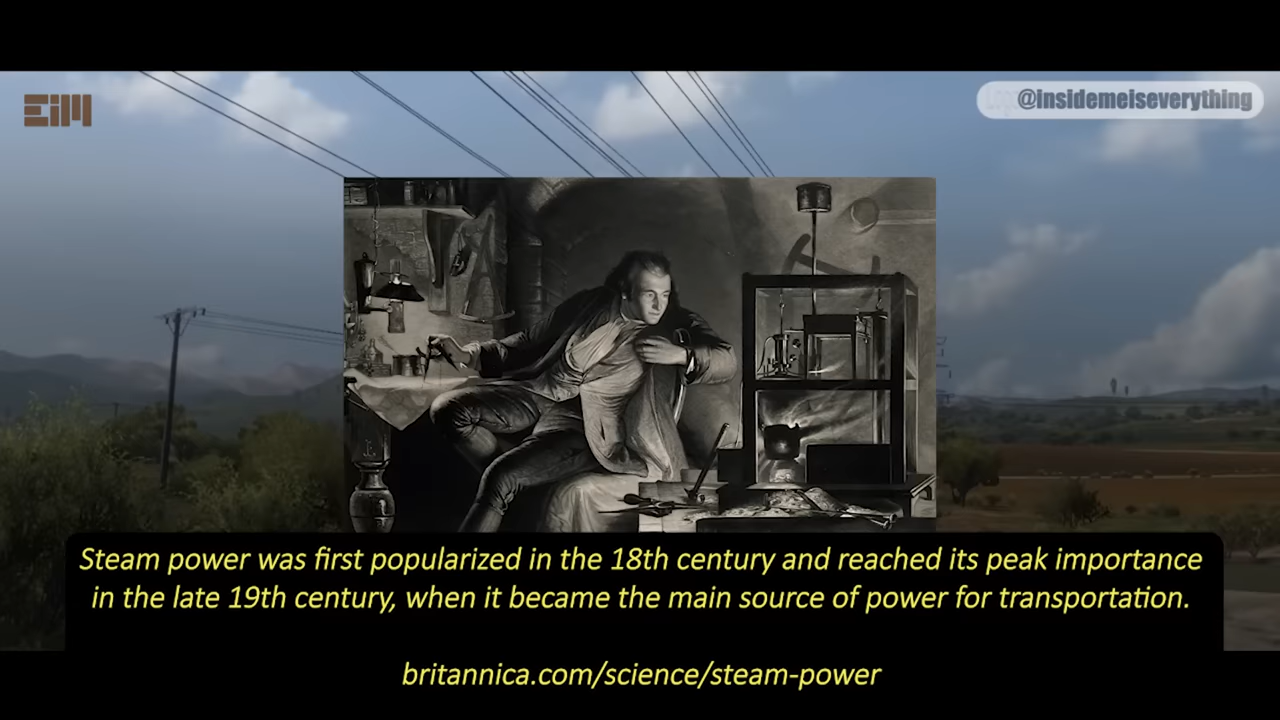 EiM
@insidemeiseverything
Steam power was first popularized in the 18th century and reached its peak importance
in the late 19th century, when it became the main source of power for transportation.
britannica.com/science/steam-power